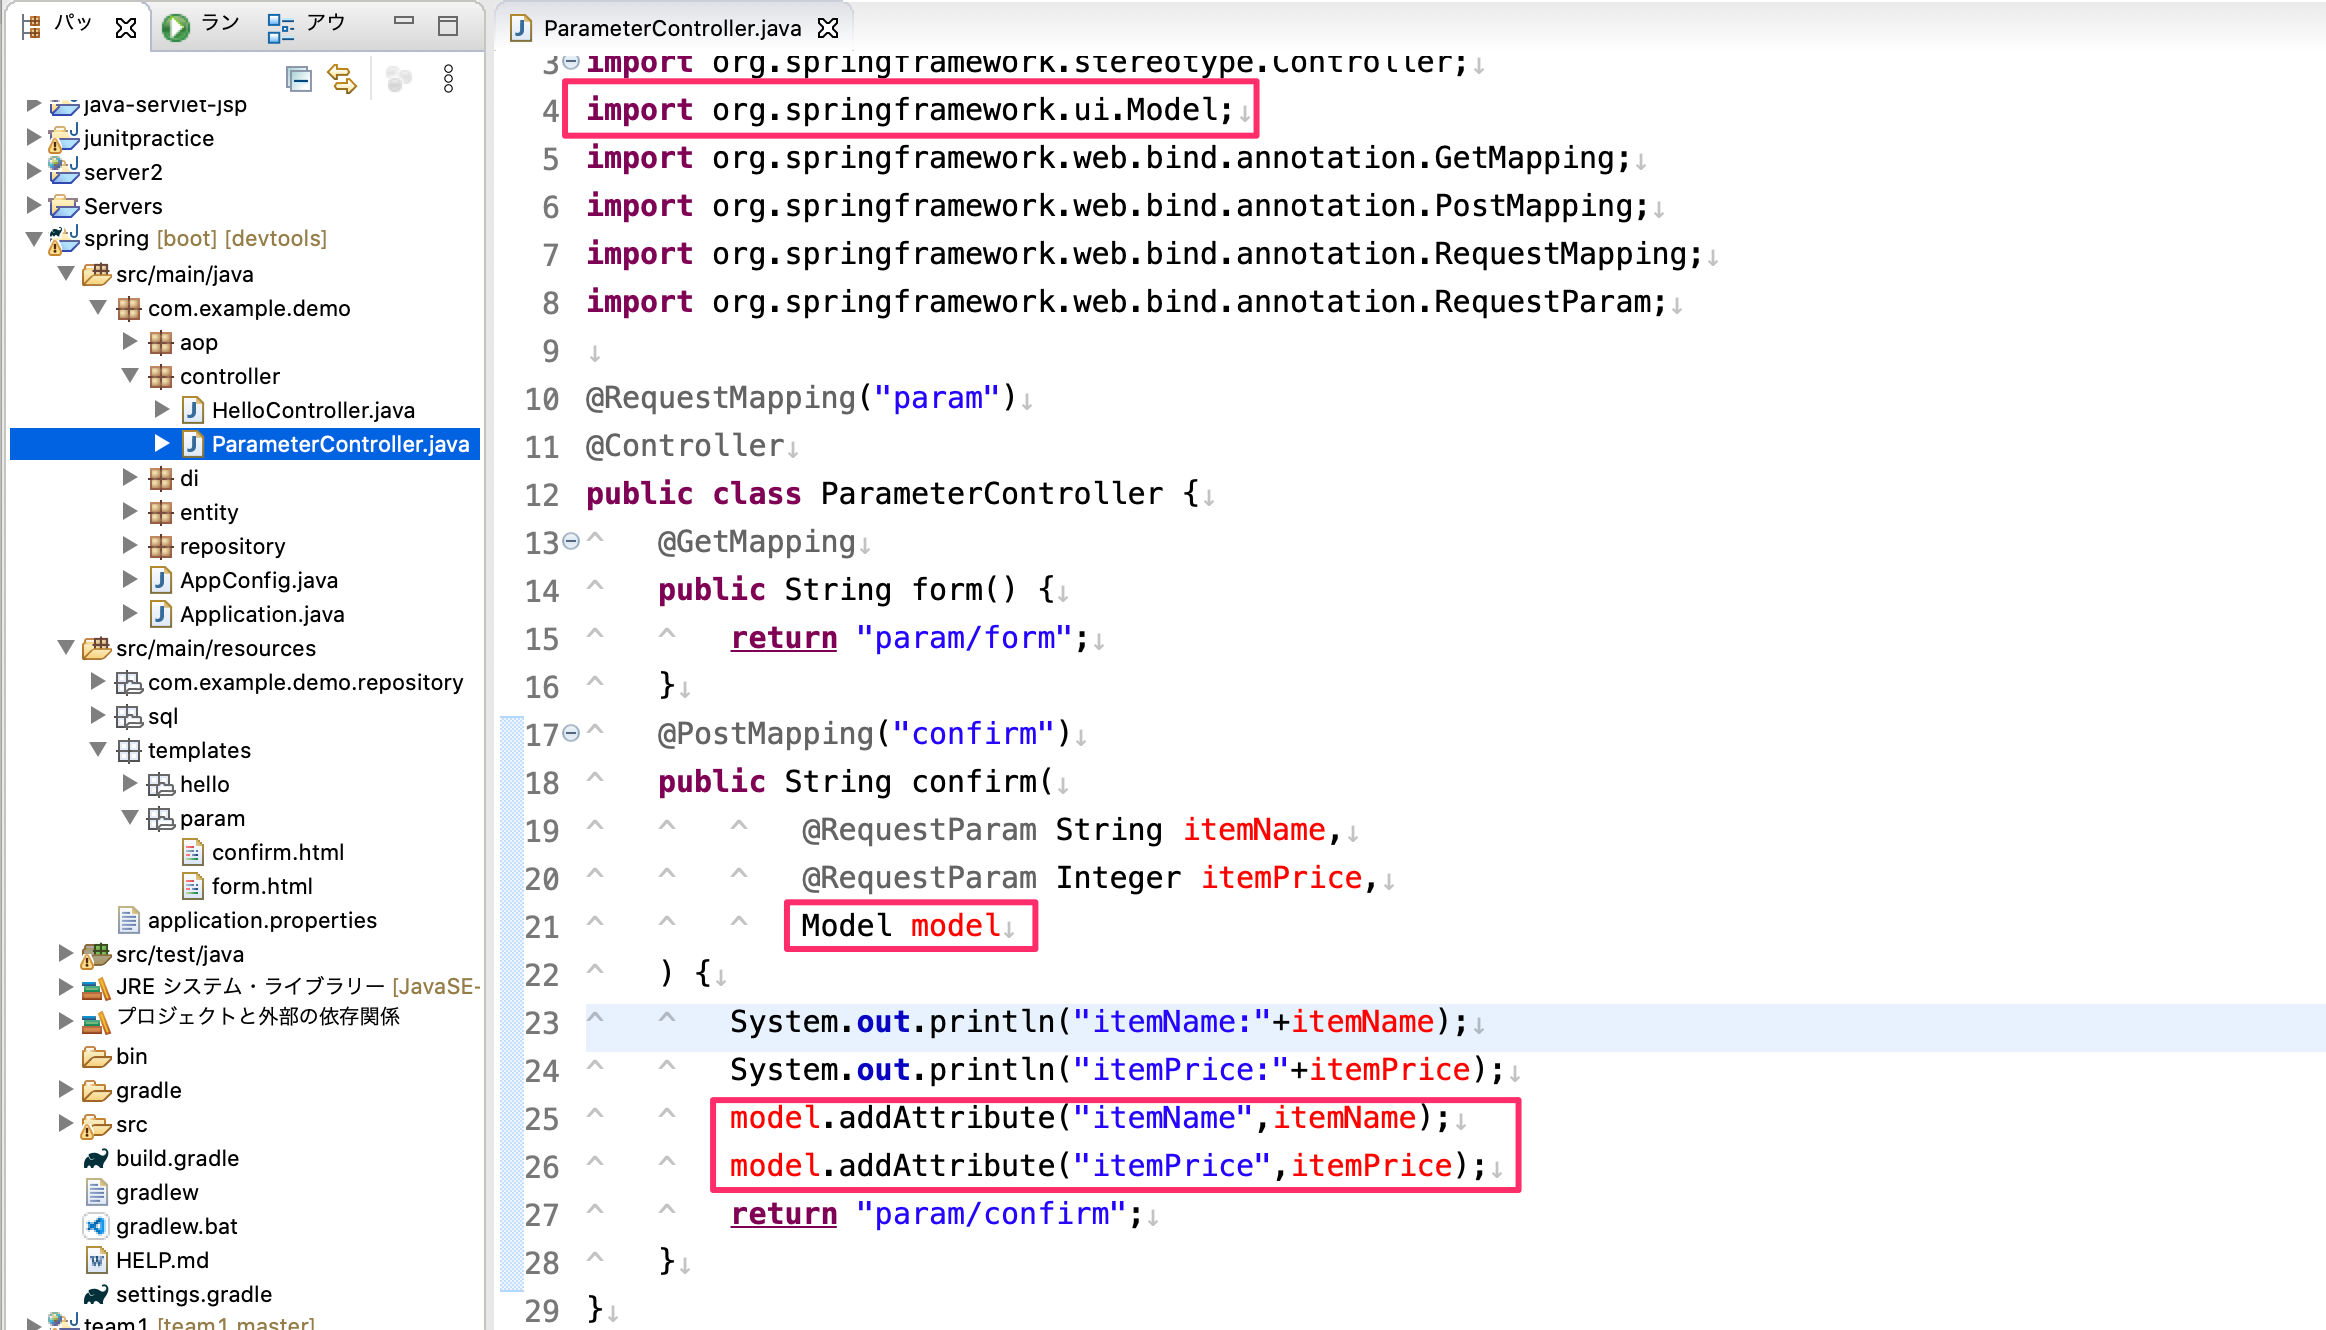 パッ ラン アウ
java-servlet-jsp
junitpractice
server2
Servers
spring [boot] [devtools]
src/main/java
com.example.demo
aop
controller
HelloController.java
ParameterController.java
di
entity
repository
AppConfig.java
Application.java
src/main/resources
com.example.demo.repository
sql
templates
hello
param
confirm.html
form.html
application.properties
src/test/java
JRE システム・ライブラリー [JavaSE-
プロジェクトと外部の依存関係
bin
gradle
src
build.gradle
gradlew
gradlew.bat
HELP.md
settings.gradle
team1 [team1 master]
ParameterController.java
3 import org.springframework.stereotype.Controller;↓
4 import org.springframework.ui.Model;↓
5 import org.springframework.web.bind.annotation.GetMapping;↓
6 import org.springframework.web.bind.annotation.PostMapping;↓
7 import org.springframework.web.bind.annotation.RequestMapping;↓
8 import org.springframework.web.bind.annotation.RequestParam;↓
9 ↓
10 @RequestMapping("param")↓
11 @Controller↓
12 public class ParameterController {↓
13 ^ @GetMapping↓
14 ^ public String form() {↓
15 ^ ^ return "param/form";↓
16 ^ }↓
17 ^ @PostMapping("confirm")↓
18 ^ public String confirm(↓
19 ^ ^ ^ @RequestParam String itemName,↓
20 ^ ^ ^ @RequestParam Integer itemPrice,↓
21 ^ ^ ^ Model model↓
22 ^ ) {↓
23 ^ ^ System.out.println("itemName:"+itemName);↓
24 ^ ^ System.out.println("itemPrice:"+itemPrice);↓
25 ^ ^ model.addAttribute("itemName",itemName);↓
26 ^ ^ model.addAttribute("itemPrice",itemPrice);↓
27 ^ ^ return "param/confirm";↓
28 ^ }↓
29 }↓